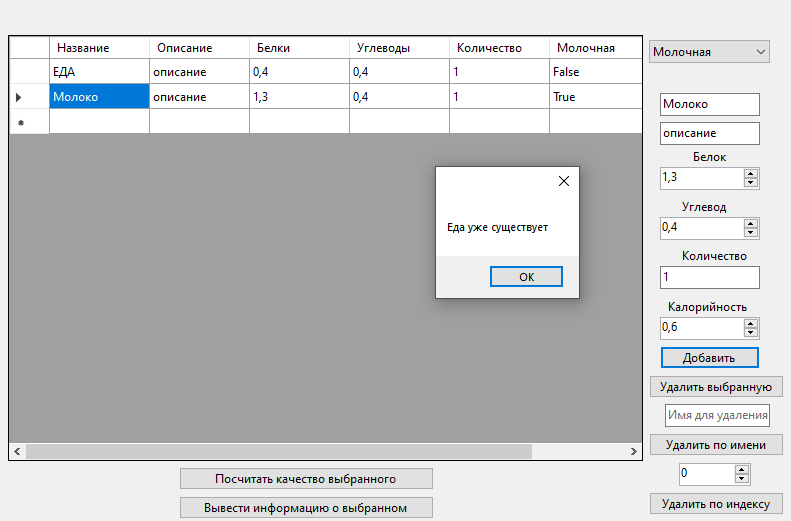 Название Описание Белки Углеводы Количество Молочная
ЕДА описание 0,4 0,4 1 False
Молоко описание 1,3 0,4 1 True
Еда уже существует
OK
Молочная
Молоко
описание
Белок
1,3
Углевод
0,4
Количество
1
Калорийность
0,6
Добавить
Удалить выбранную
Имя для удаления
Удалить по имени
0
Удалить по индексу
Посчитать качество выбранного
Вывести информацию о выбранном